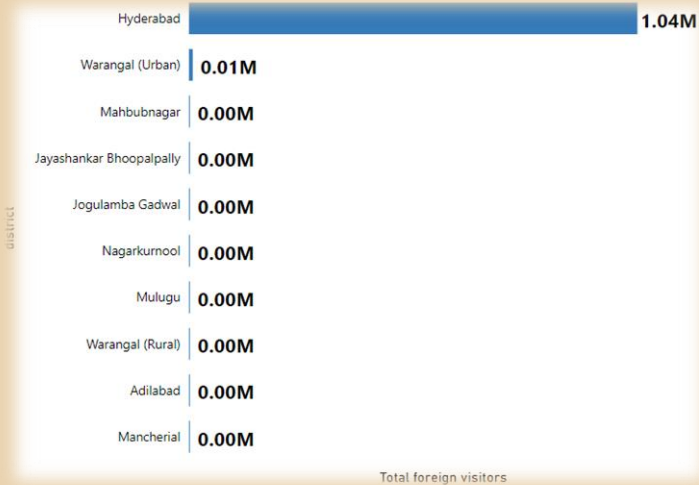 Hyderabad 1.04M
Warangal (Urban) 0.01M
Mahbubnagar 0.00M
Jayashankar Bhoopalpally 0.00M
Jogulamba Gadwal 0.00M
Nagarkurnool 0.00M
Mulugu 0.00M
Warangal (Rural) 0.00M
Adilabad 0.00M
Mancherial 0.00M
district
Total foreign visitors